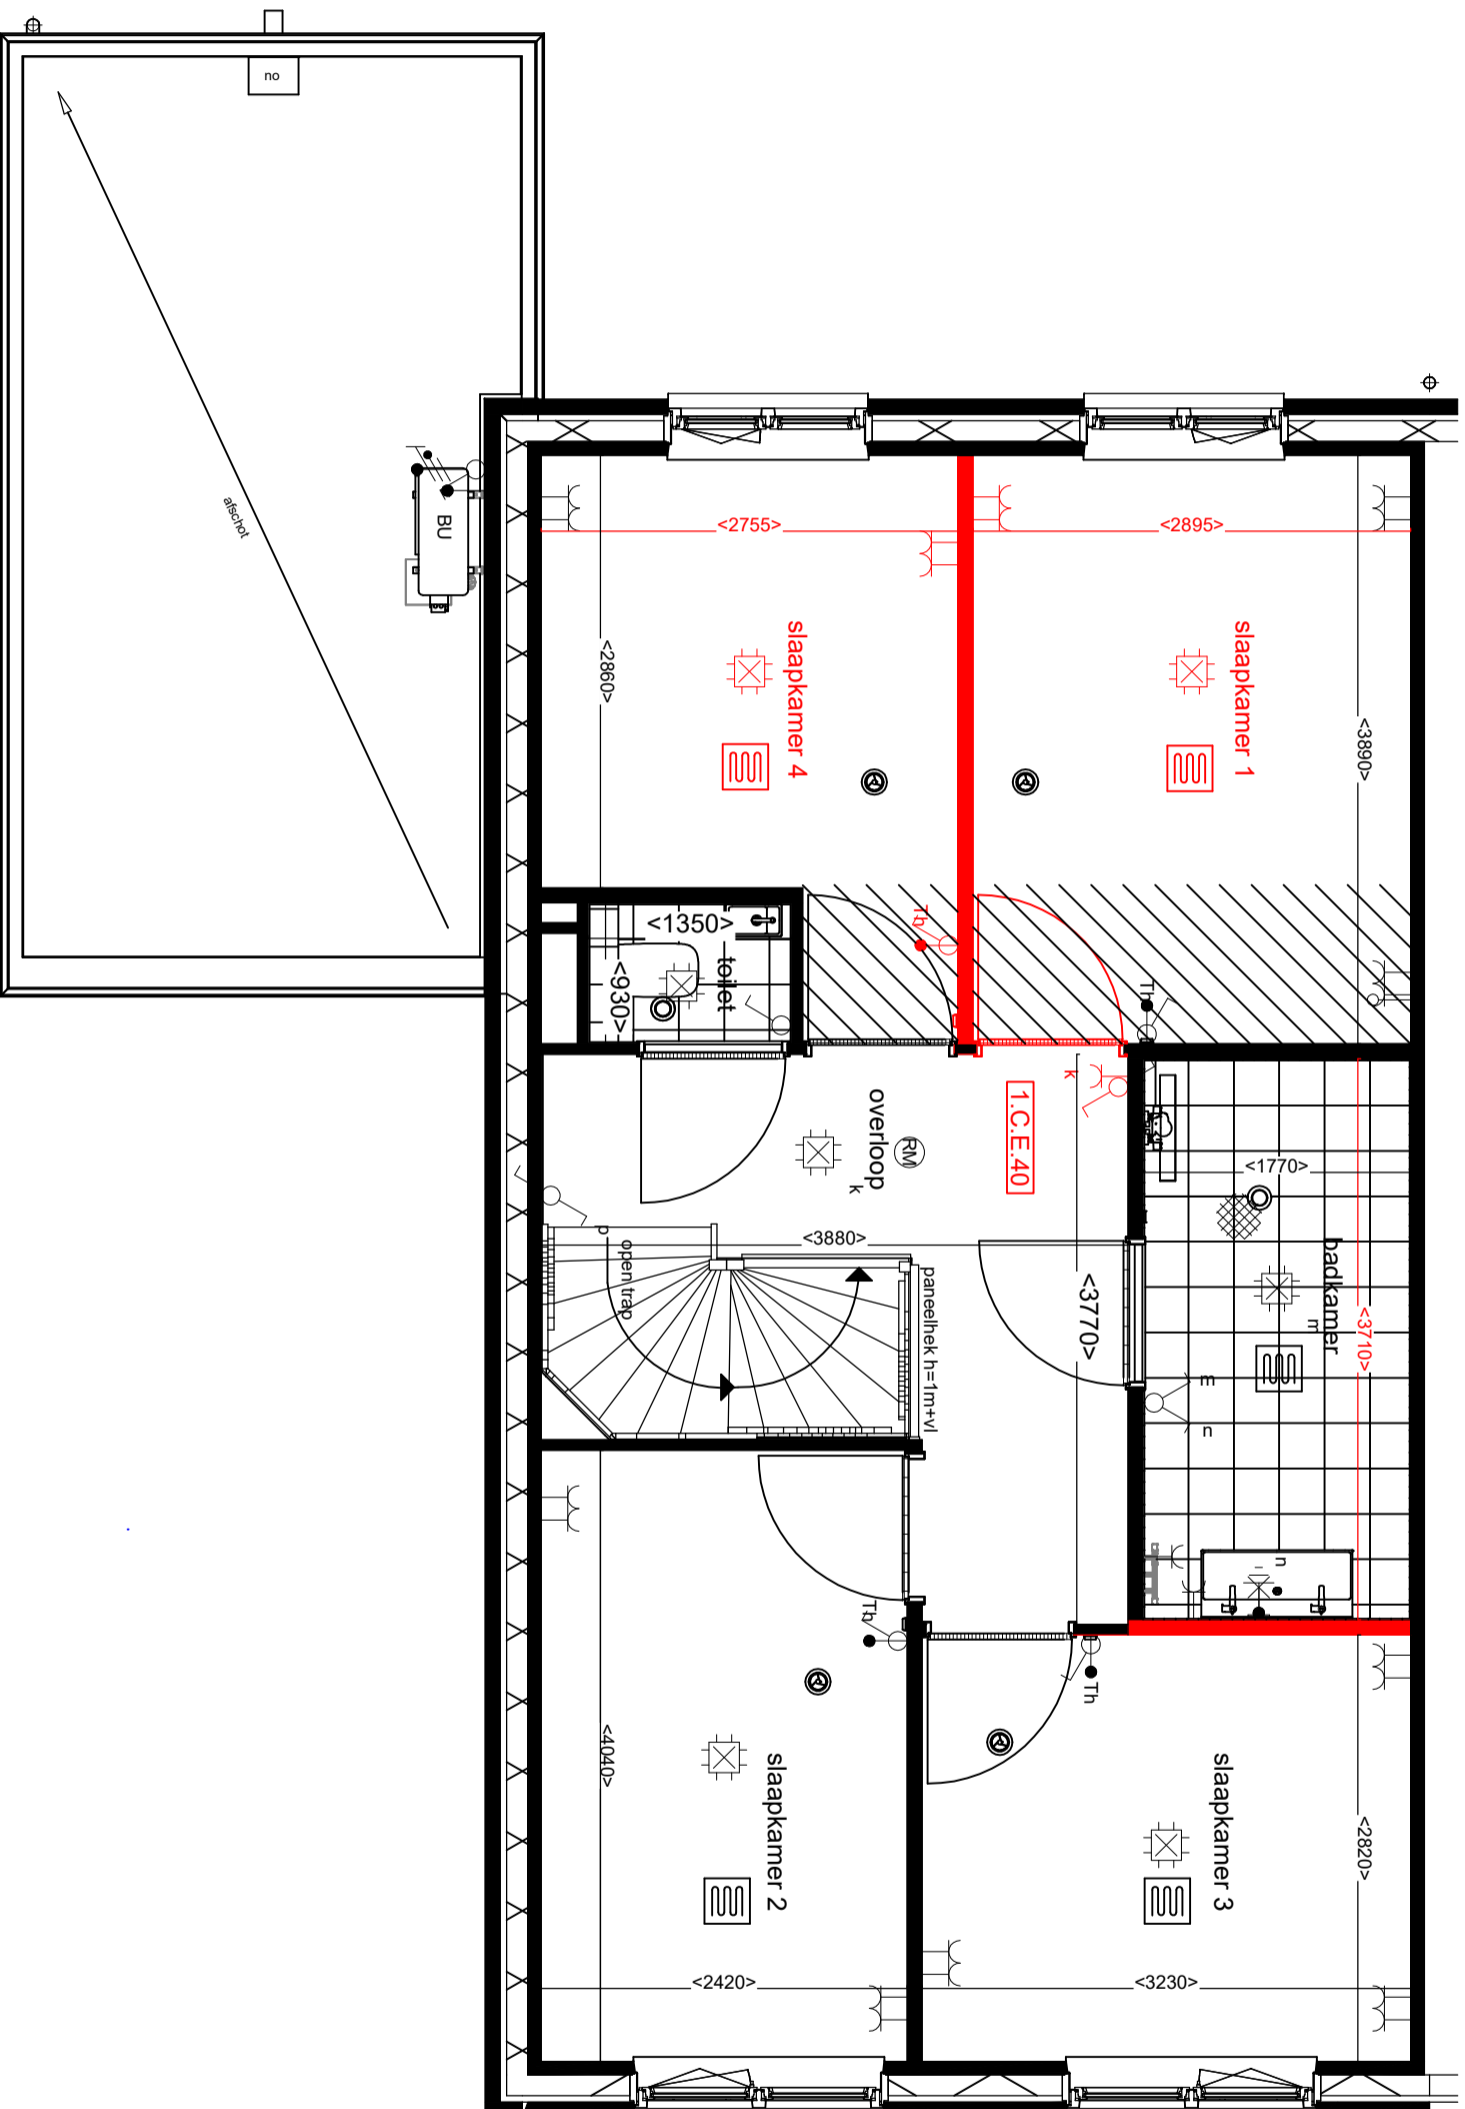 no
afschot
BU
<2755>
<2895>
slaapkamer 4
slaapkamer 1
<2860>
<3890>
Th
Th
<1350>
toilet
<930>
k
1.C.E.40
overloop
k
RM
<1770>
<3880>
p
open trap
paneelhek h=1m+vl
<3770>
badkamer
m
<3710>
m
n
n
Th
Th
<4040>
slaapkamer 2
slaapkamer 3
<2820>
<2420>
<3230>